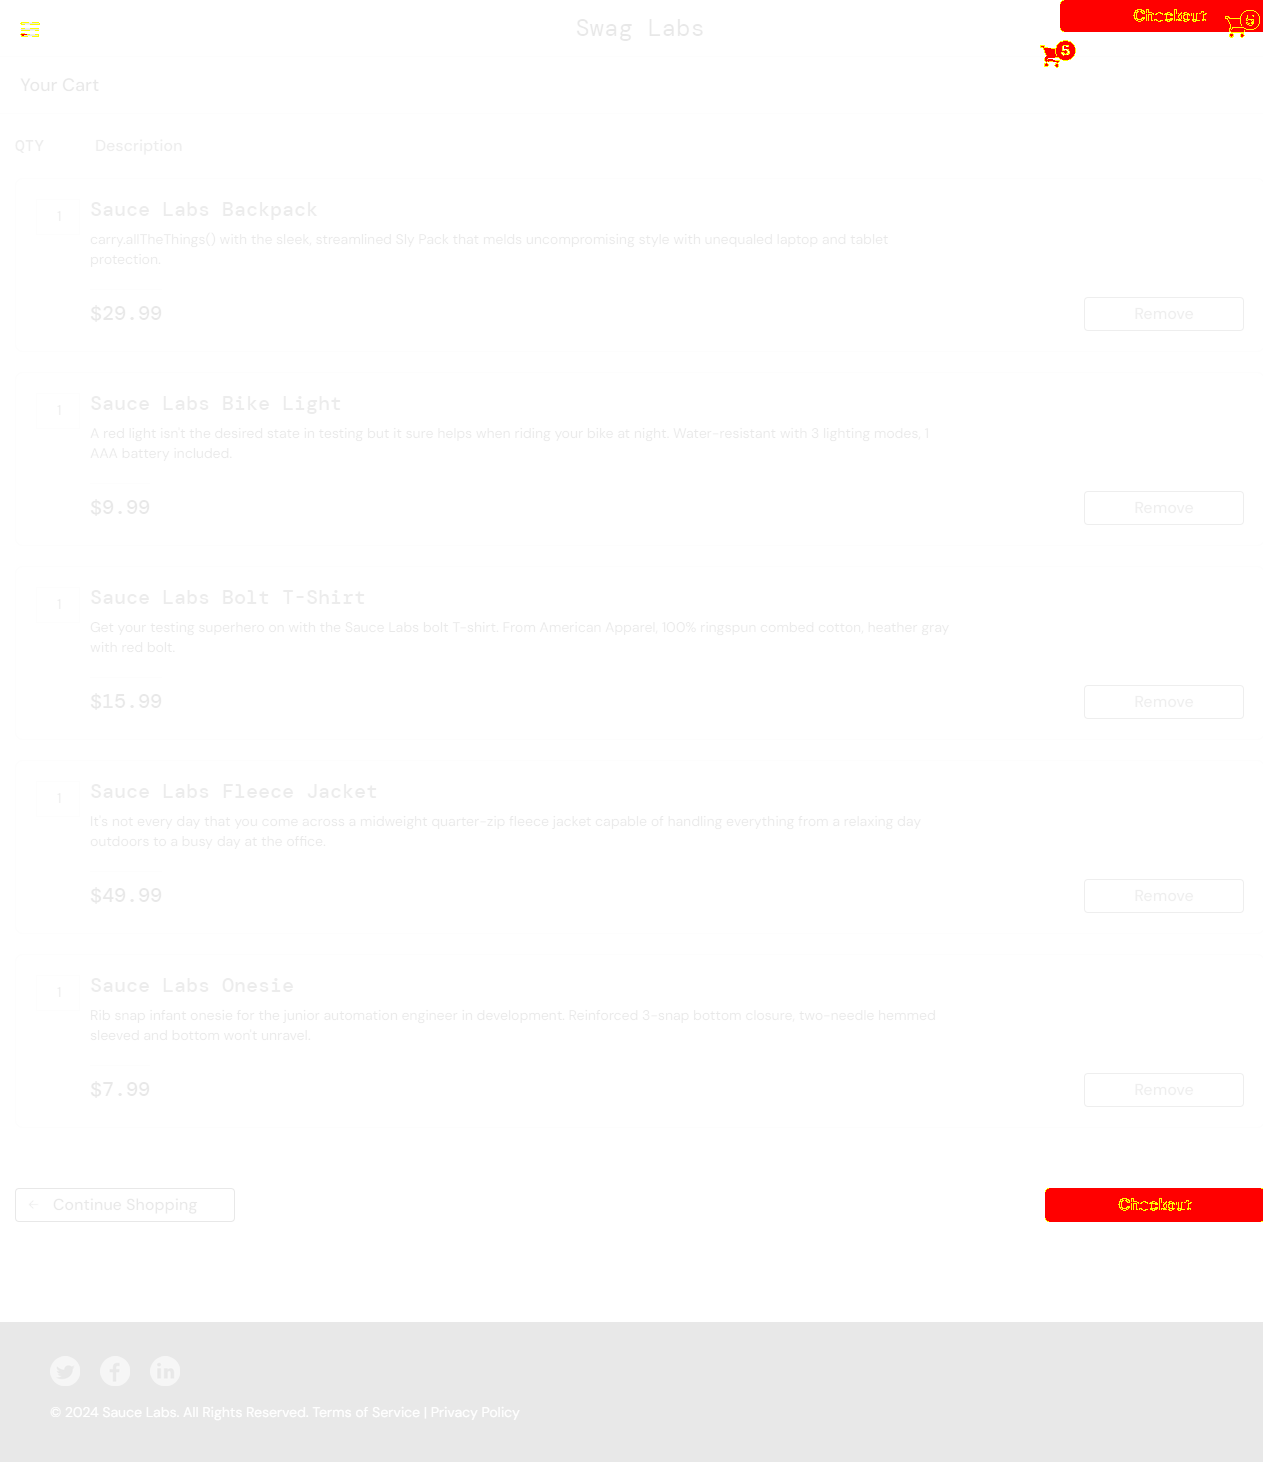 Swag Labs
Checkout
5
5
Your Cart
QTY Description
1
Sauce Labs Backpack
carry.allTheThings() with the sleek, streamlined Sly Pack that melds uncompromising style with unequaled laptop and tablet
protection.
$29.99
Remove
1
Sauce Labs Bike Light
A red light isn't the desired state in testing but it sure helps when riding your bike at night. Water-resistant with 3 lighting modes, 1
AAA battery included.
$9.99
Remove
1
Sauce Labs Bolt T-Shirt
Get your testing superhero on with the Sauce Labs bolt T-shirt. From American Apparel, 100% ringspun combed cotton, heather gray
with red bolt.
$15.99
Remove
1
Sauce Labs Fleece Jacket
It's not every day that you come across a midweight quarter-zip fleece jacket capable of handling everything from a relaxing day
outdoors to a busy day at the office.
$49.99
Remove
1
Sauce Labs Onesie
Rib snap infant onesie for the junior automation engineer in development. Reinforced 3-snap bottom closure, two-needle hemmed
sleeved and bottom won't unravel.
$7.99
Remove
Continue Shopping
Checkout
© 2024 Sauce Labs. All Rights Reserved. Terms of Service | Privacy Policy